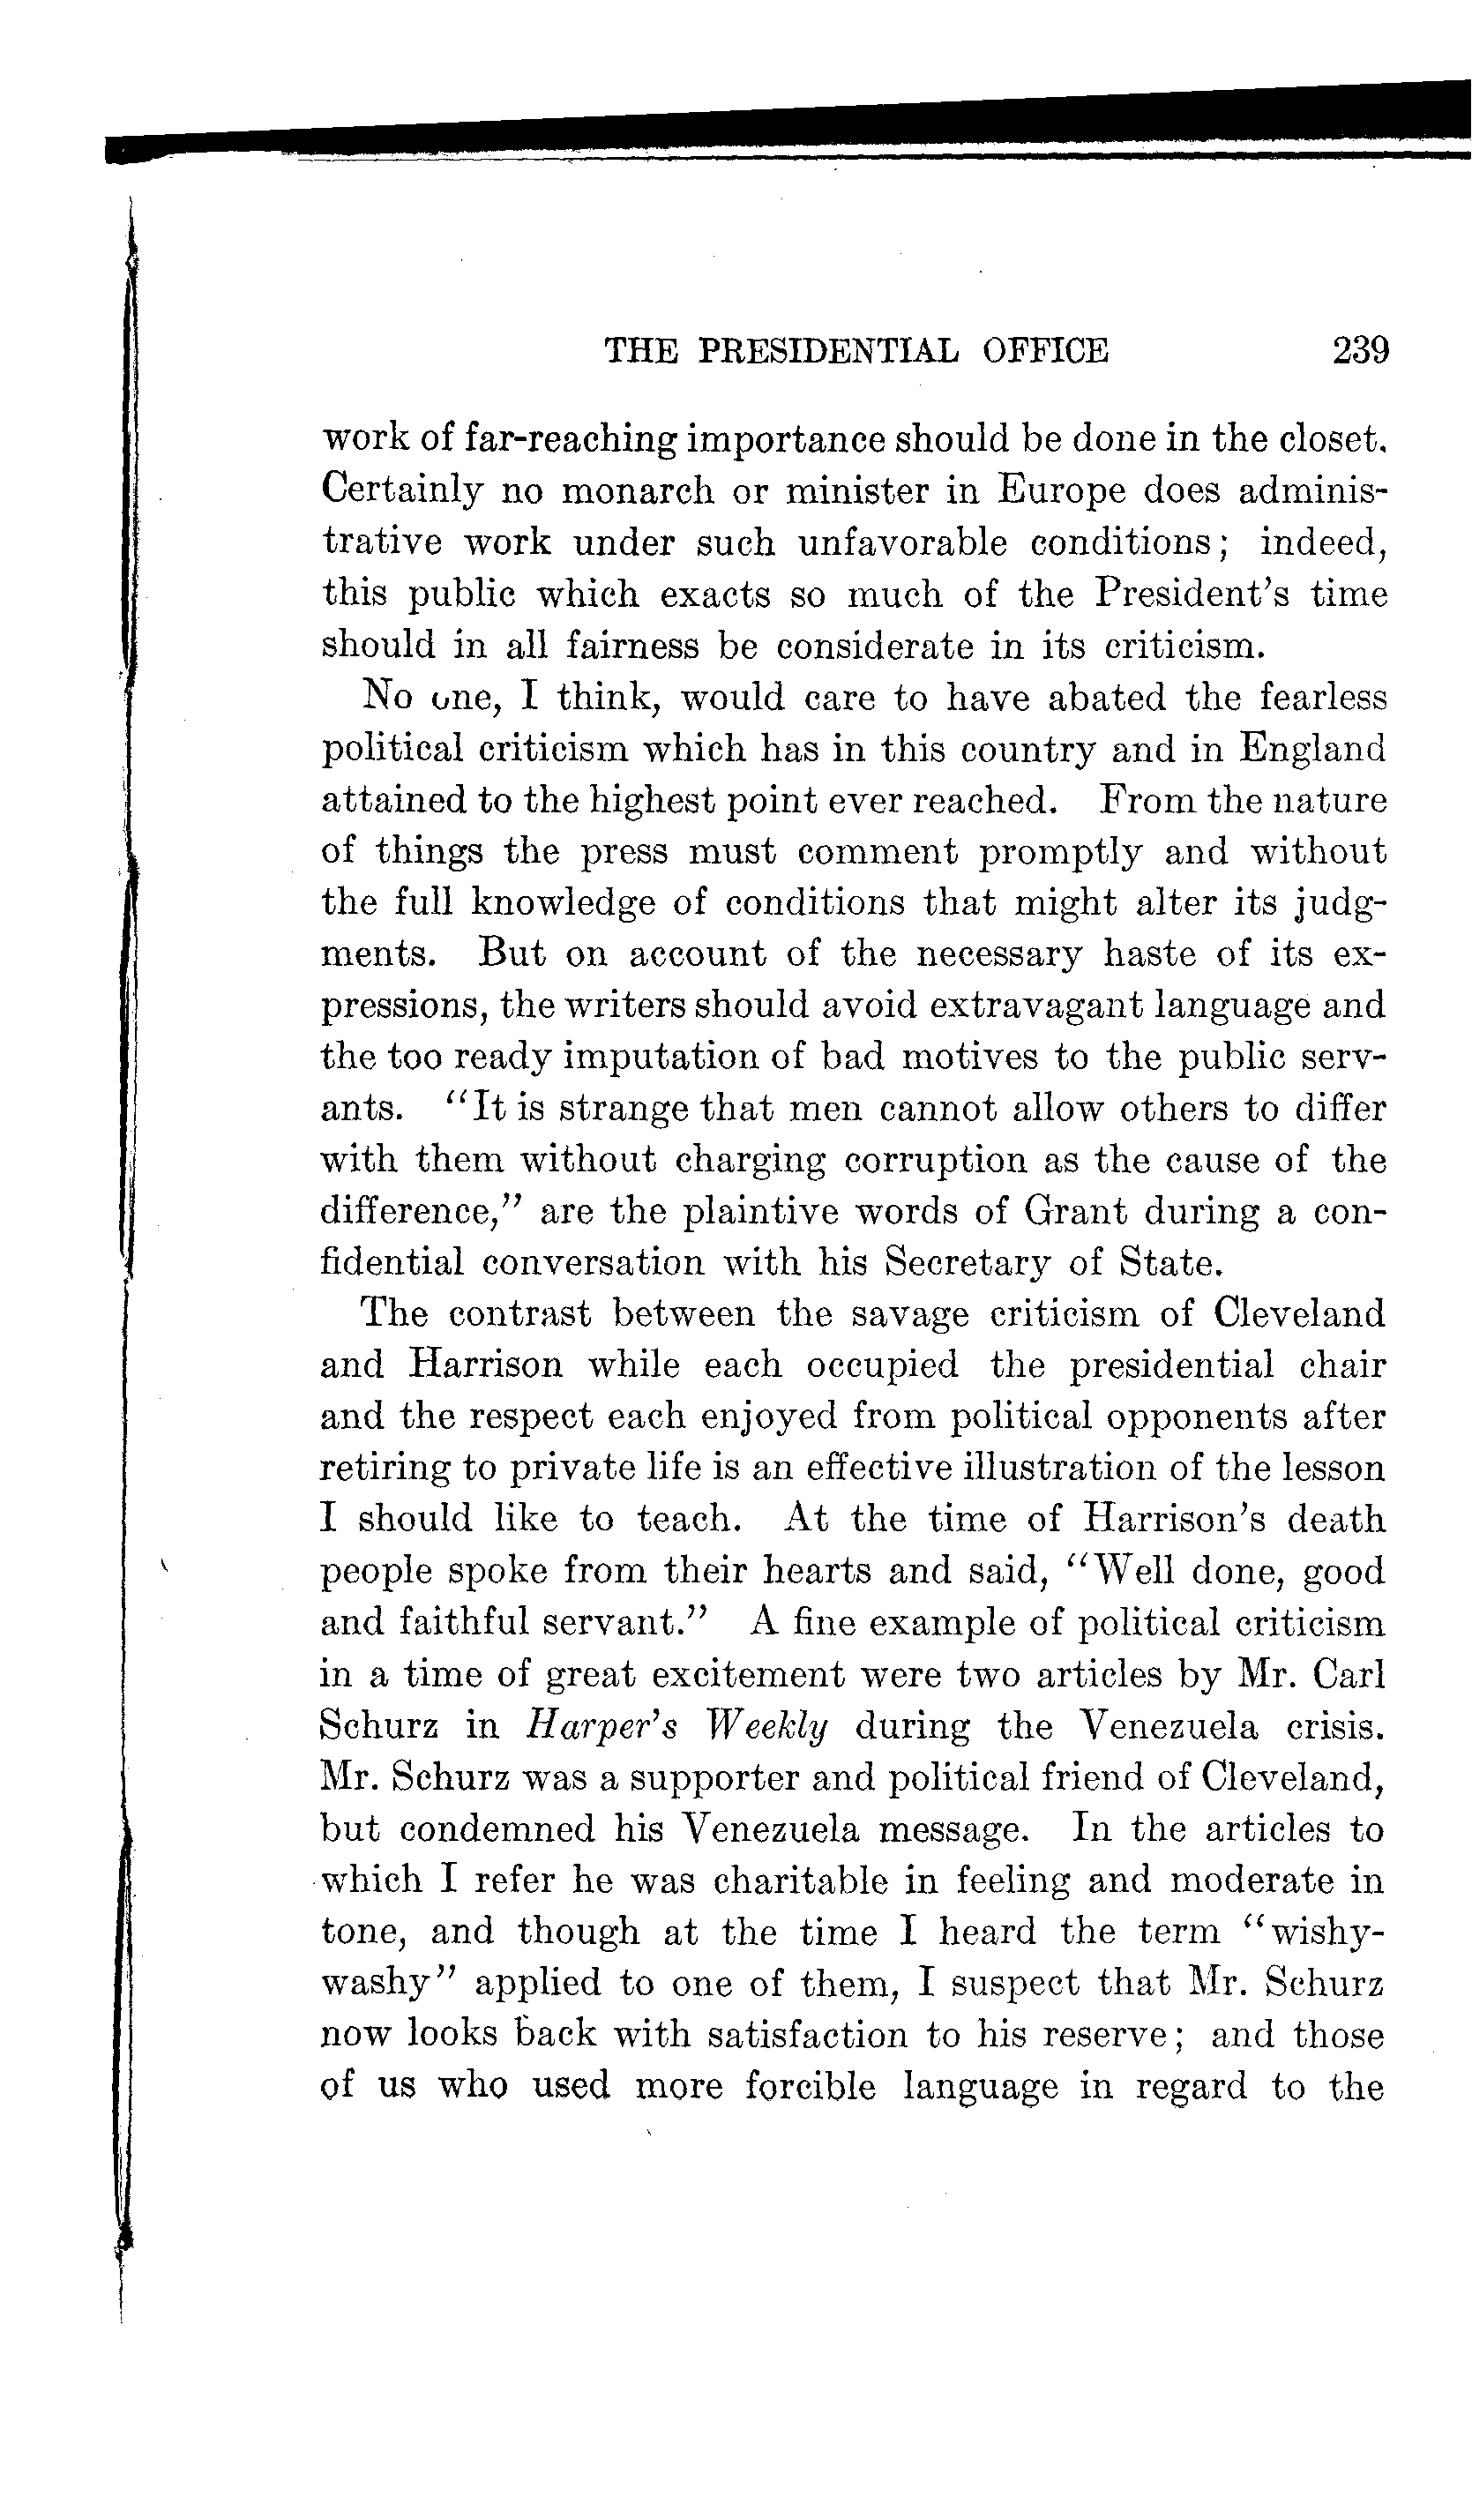 THE PRESIDENTIAL OFFICE 239
work of far-reaching importance should be done in the closet.
Certainly no monarch or minister in Europe does adminis-
trative work under such unfavorable conditions; indeed,
this public which exacts so much of the President's time
should in all fairness be considerate in its criticism.
No one, I think, would care to have abated the fearless
political criticism which has in this country and in England
attained to the highest point ever reached. From the nature
of things the press must comment promptly and without
the full knowledge of conditions that might alter its judg-
ments. But on account of the necessary haste of its ex-
pressions, the writers should avoid extravagant language and
the too ready imputation of bad motives to the public serv-
ants. "It is strange that men cannot allow others to differ
with them without charging corruption as the cause of the
difference," are the plaintive words of Grant during a con-
fidential conversation with his Secretary of State.
The contrast between the savage criticism of Cleveland
and Harrison while each occupied the presidential chair
and the respect each enjoyed from political opponents after
retiring to private life is an effective illustration of the lesson
I should like to teach. At the time of Harrison's death
people spoke from their hearts and said, "Well done, good
and faithful servant." A fine example of political criticism
in a time of great excitement were two articles by Mr. Carl
Schurz in Harper's Weekly during the Venezuela crisis.
Mr. Schurz was a supporter and political friend of Cleveland,
but condemned his Venezuela message. In the articles to
which I refer he was charitable in feeling and moderate in
tone, and though at the time I heard the term "wishy-
washy" applied to one of them, I suspect that Mr. Schurz
now looks back with satisfaction to his reserve; and those
of us who used more forcible language in regard to the